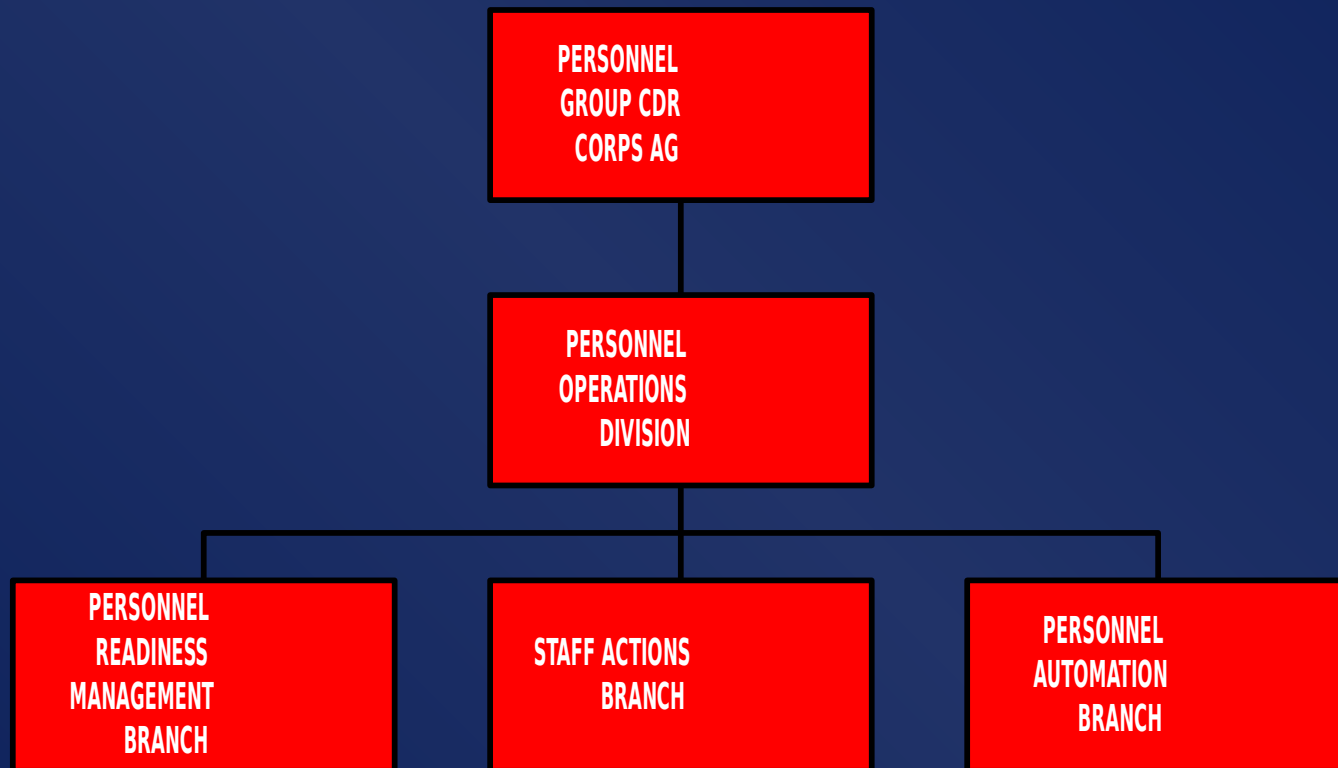 PERSONNEL
GROUP CDR
CORPS AG
PERSONNEL
OPERATIONS
DIVISION
PERSONNEL
READINESS
MANAGEMENT
BRANCH
STAFF ACTIONS
BRANCH
PERSONNEL
AUTOMATION
BRANCH